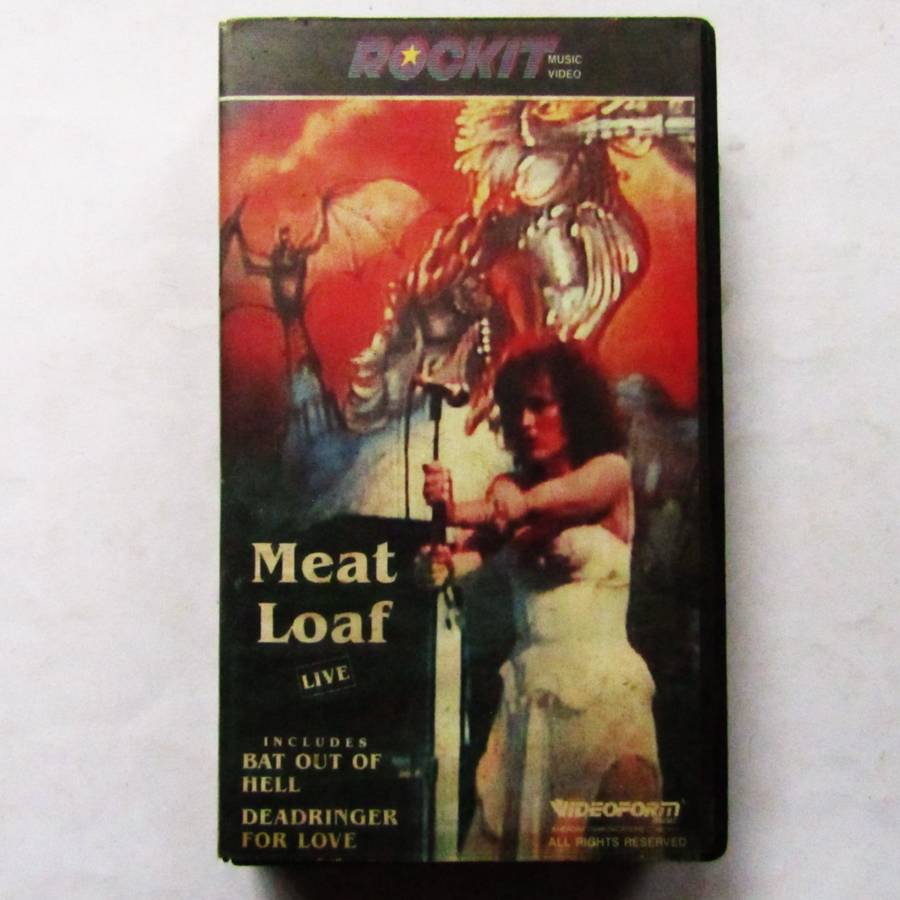 ROCKIT
MUSIC
VIDEO
Meat
Loaf
LIVE
INCLUDES
BAT OUT OF
HELL
DEADRINGER
FOR LOVE
VIDEOFORM
ALL RIGHTS RESERVED